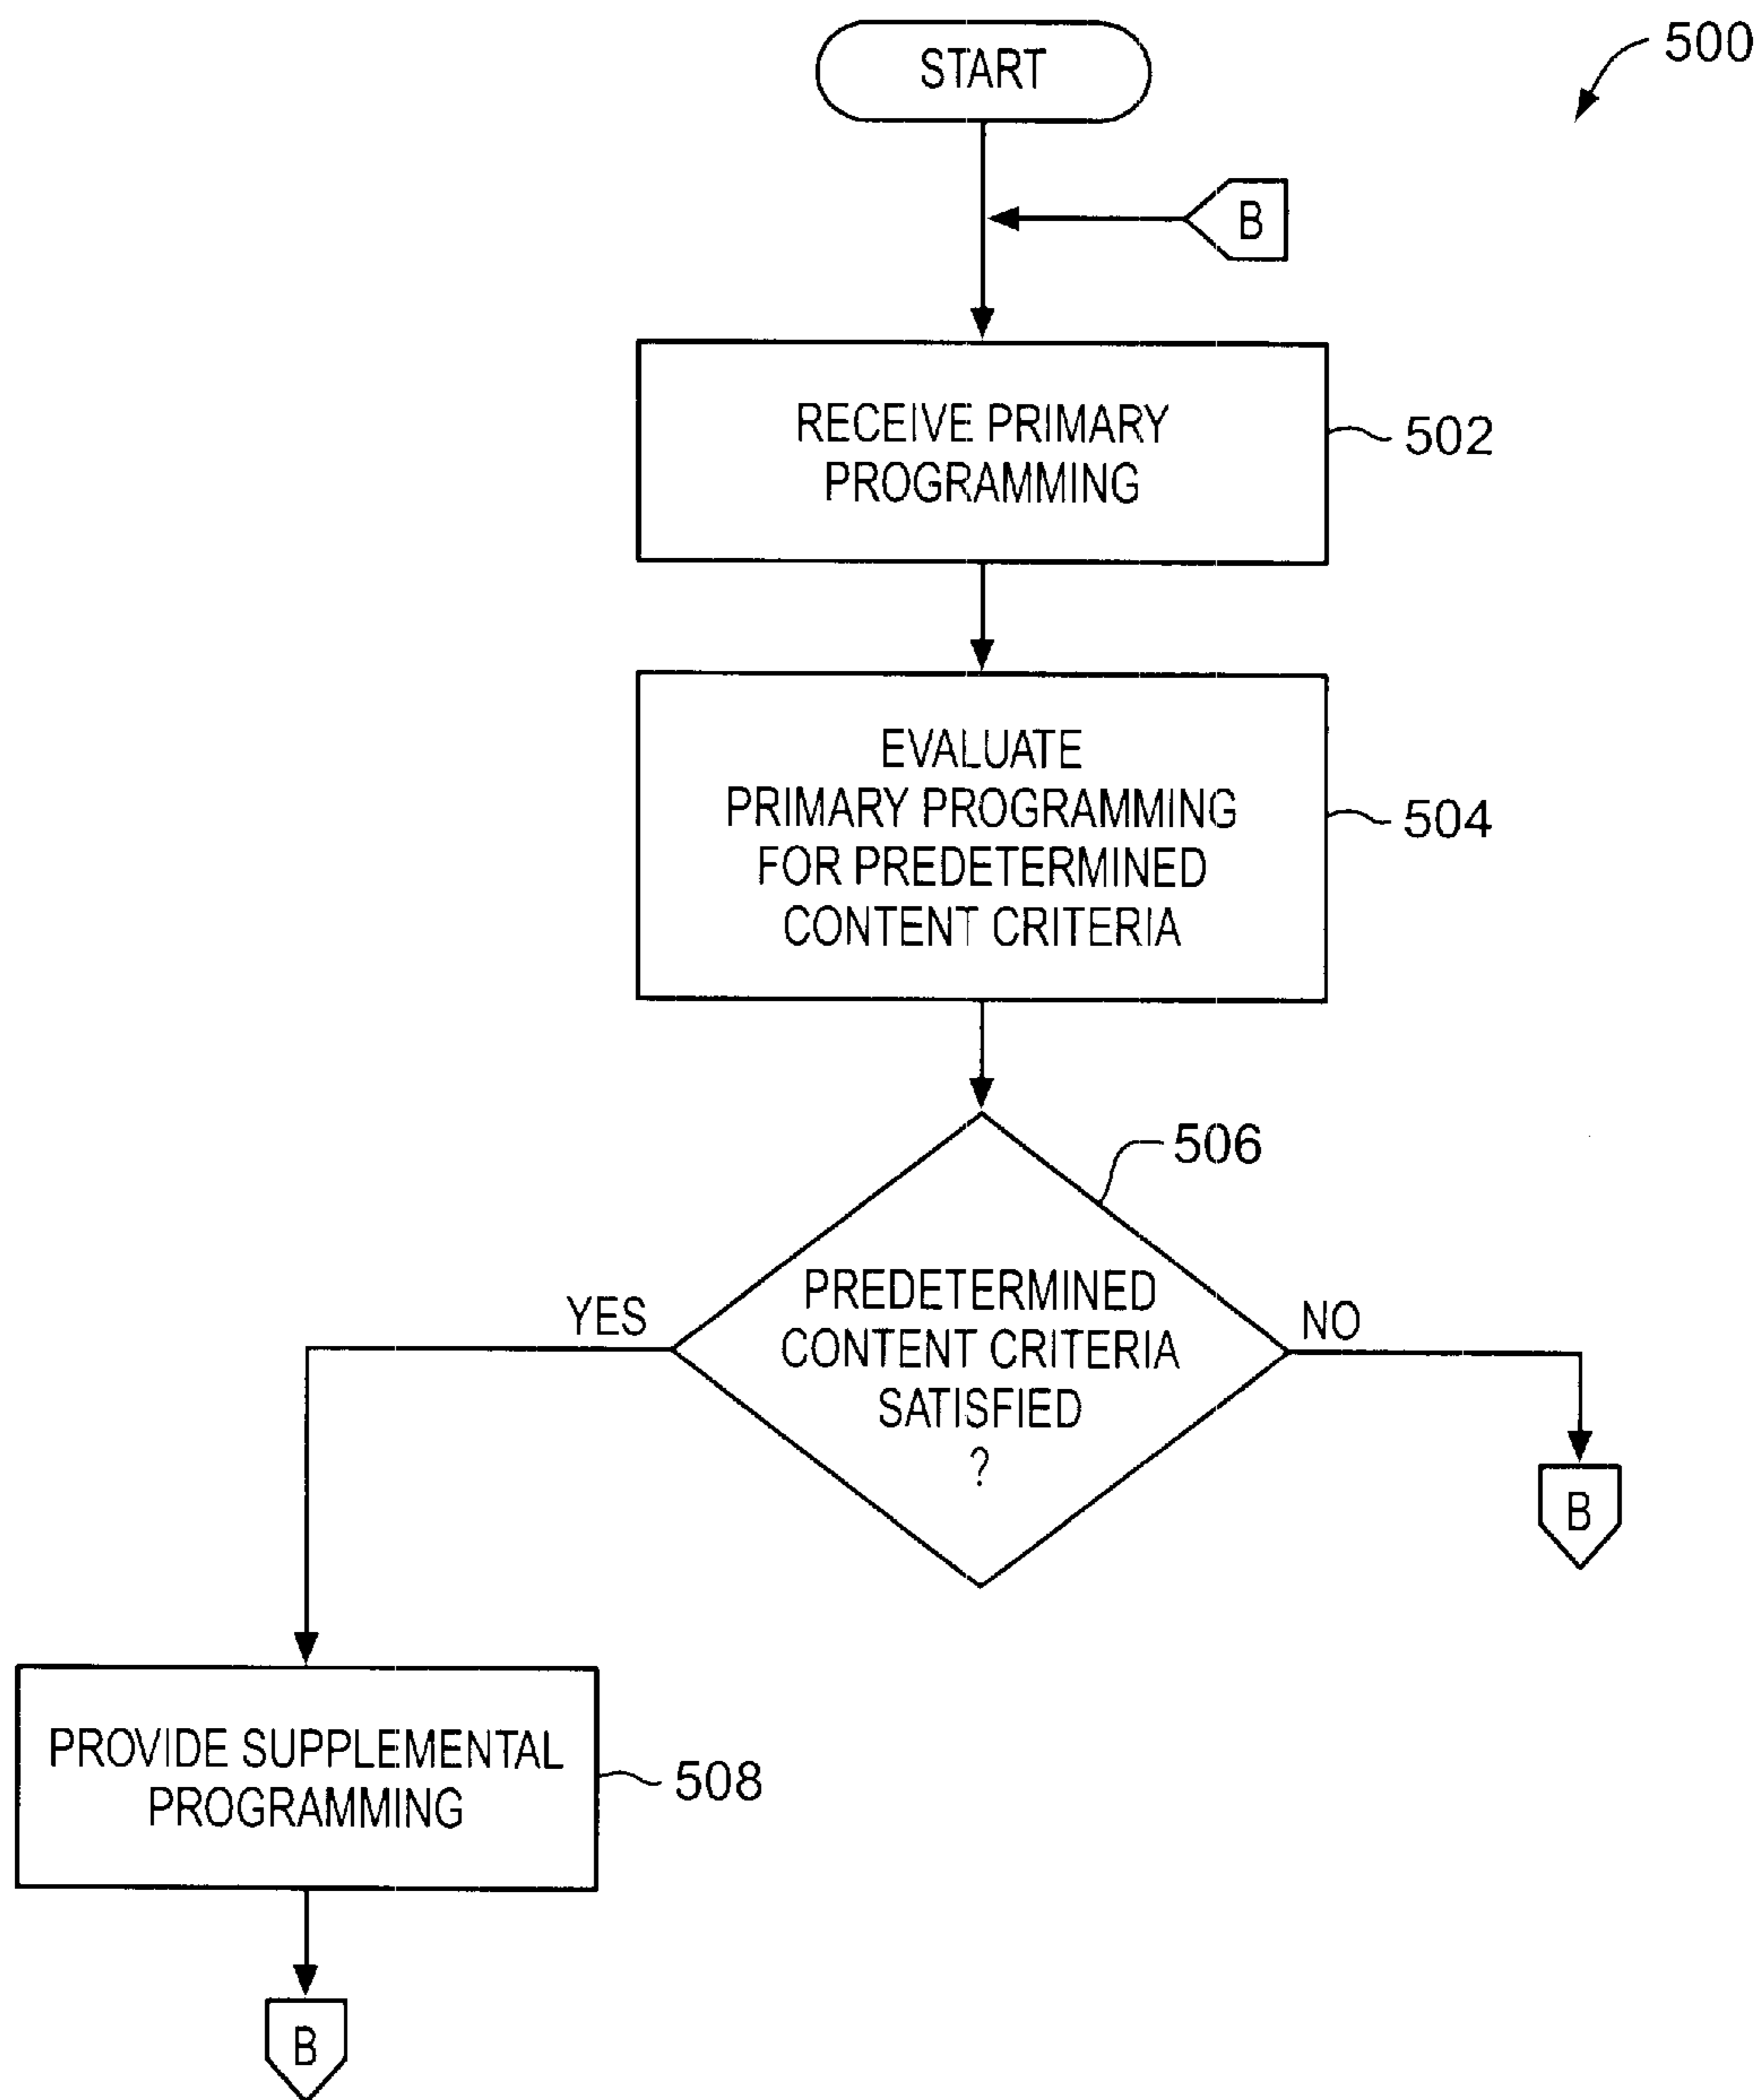 500
START
B
RECEIVE PRIMARY
PROGRAMMING
502
EVALUATE
PRIMARY PROGRAMMING
FOR PREDETERMINED
CONTENT CRITERIA
504
506
PREDETERMINED
CONTENT CRITERIA
SATISFIED
?
YES
NO
B
PROVIDE SUPPLEMENTAL
PROGRAMMING
508
B